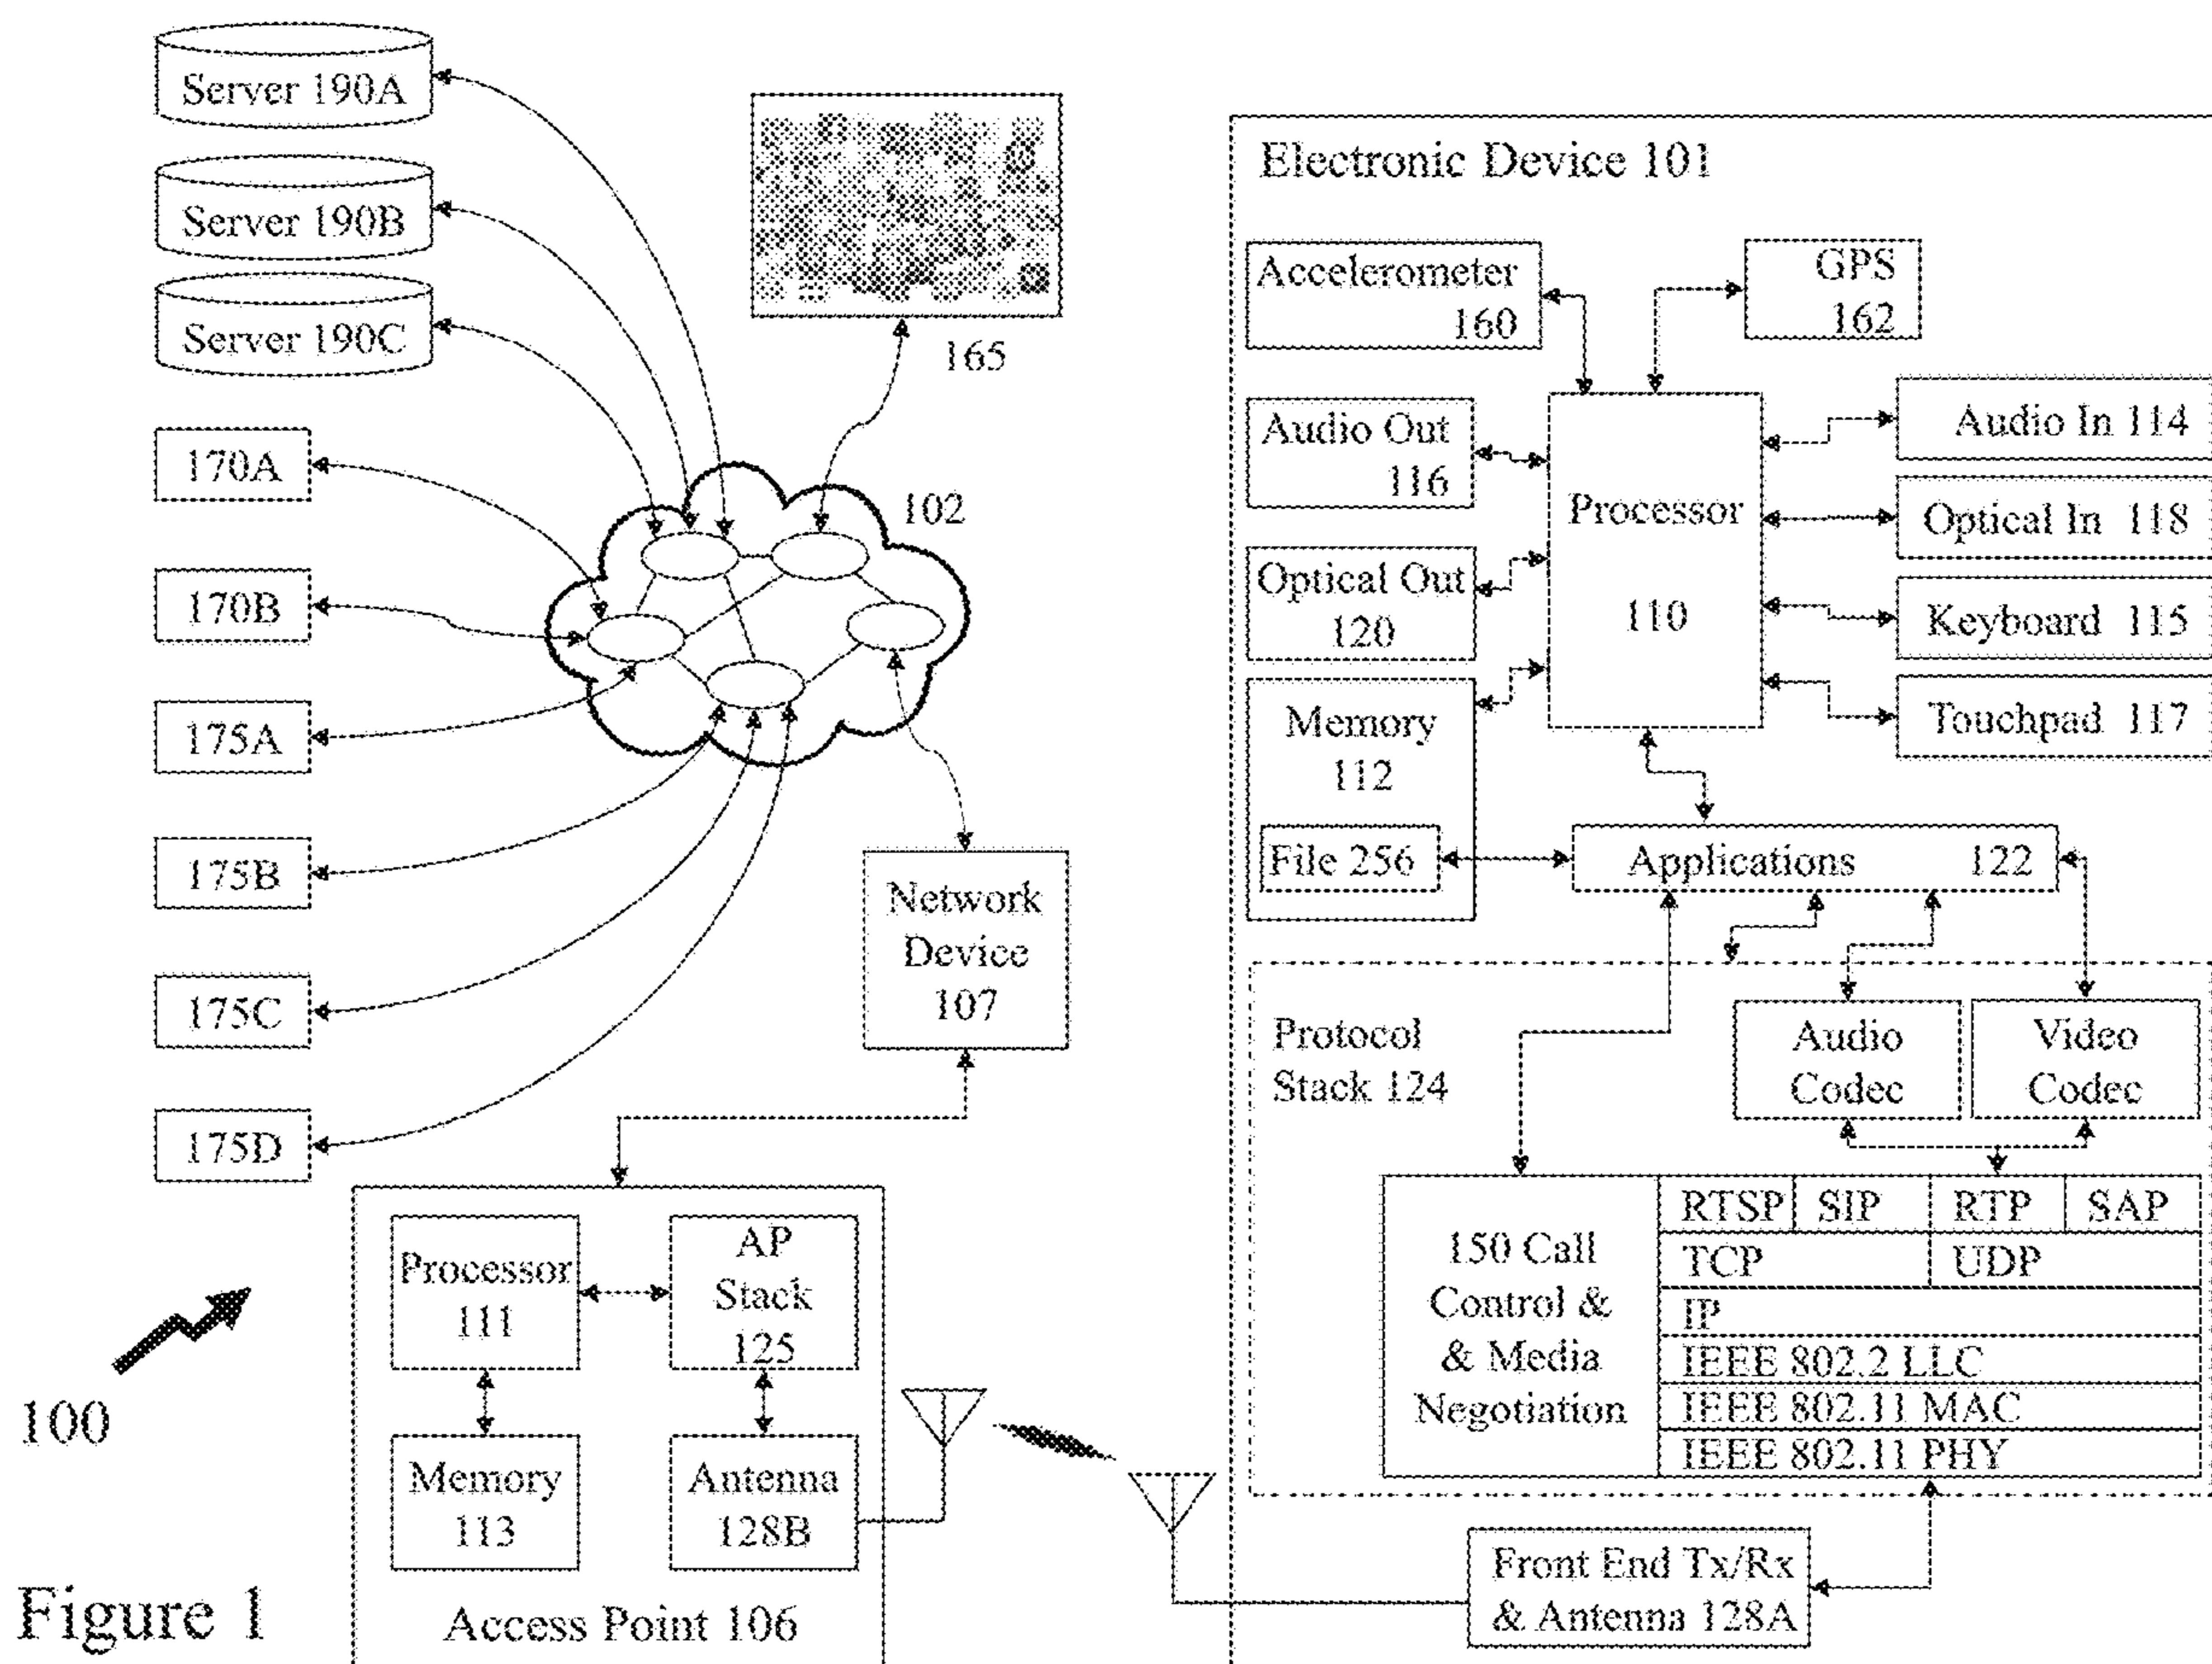 Server 190A
Server 190B
Server 190C
170A
170B
175A
175B
175C
175D
165
102
Network
Device
107
Processor
111
AP
Stack
125
Memory
113
Antenna
128B
Access Point 106
100
Figure 1
Electronic Device 101
Accelerometer
160
GPS
162
Audio Out
116
Optical Out
120
Memory
112
File 256
Processor
110
Audio In 114
Optical In 118
Keyboard 115
Touchpad 117
Applications 122
Protocol
Stack 124
Audio
Codec
Video
Codec
150 Call
Control &
& Media
Negotiation
RTSP SIP RTP SAP
TCP UDP
IP
IEEE 802.2 LLC
IEEE 802.11 MAC
IEEE 802.11 PHY
Front End Tx/Rx
& Antenna 128A